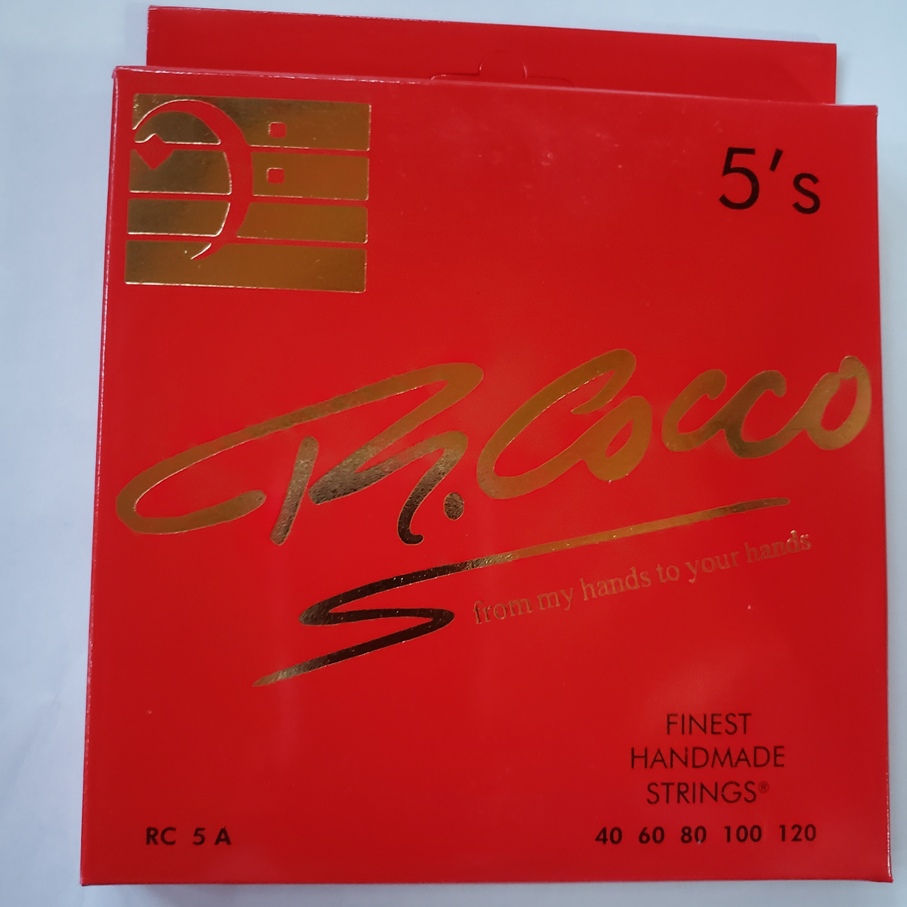 5's
R. Cocco
from my hands to your hands
FINEST
HANDMADE
STRINGS®
RC 5 A
40 60 80 100 120